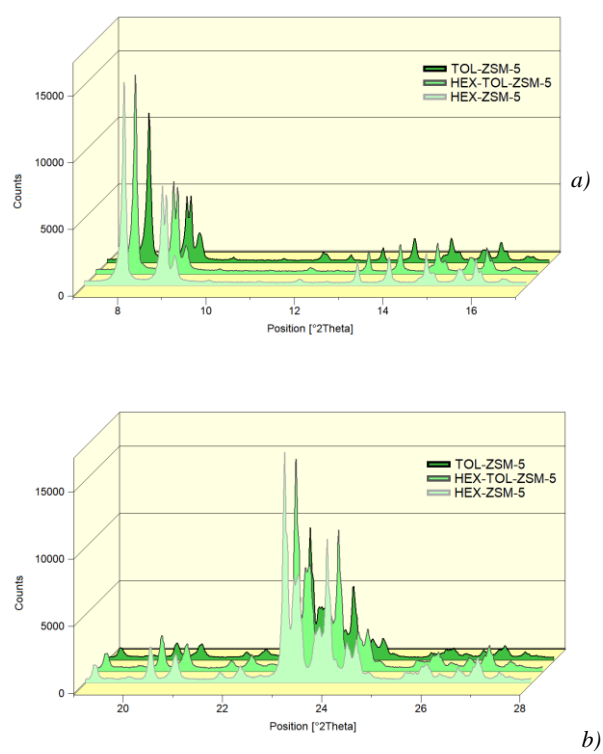 TOL-ZSM-5
HEX-TOL-ZSM-5
HEX-ZSM-5
15000
10000
5000
0
Counts
8 10 12 14 16
Position [°2Theta]
a)
TOL-ZSM-5
HEX-TOL-ZSM-5
HEX-ZSM-5
15000
10000
5000
0
Counts
20 22 24 26 28
Position [°2Theta]
b)